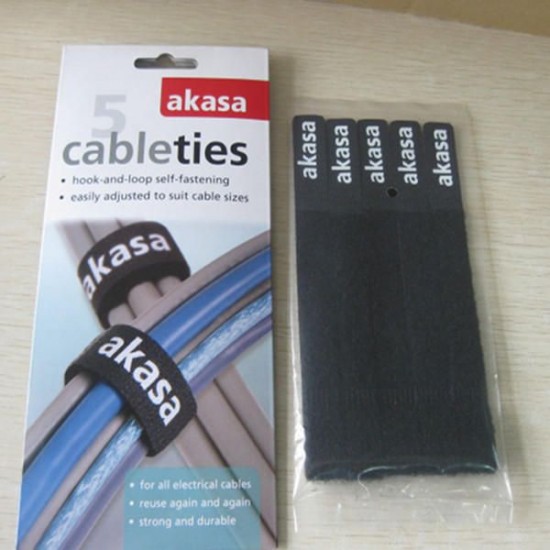 akasa
5
cableties
• hook-and-loop self-fastening
• easily adjusted to suit cable sizes
akasa
akasa
• for all electrical cables
• reuse again and again
• strong and durable
akasa
akasa
akasa
akasa
akasa